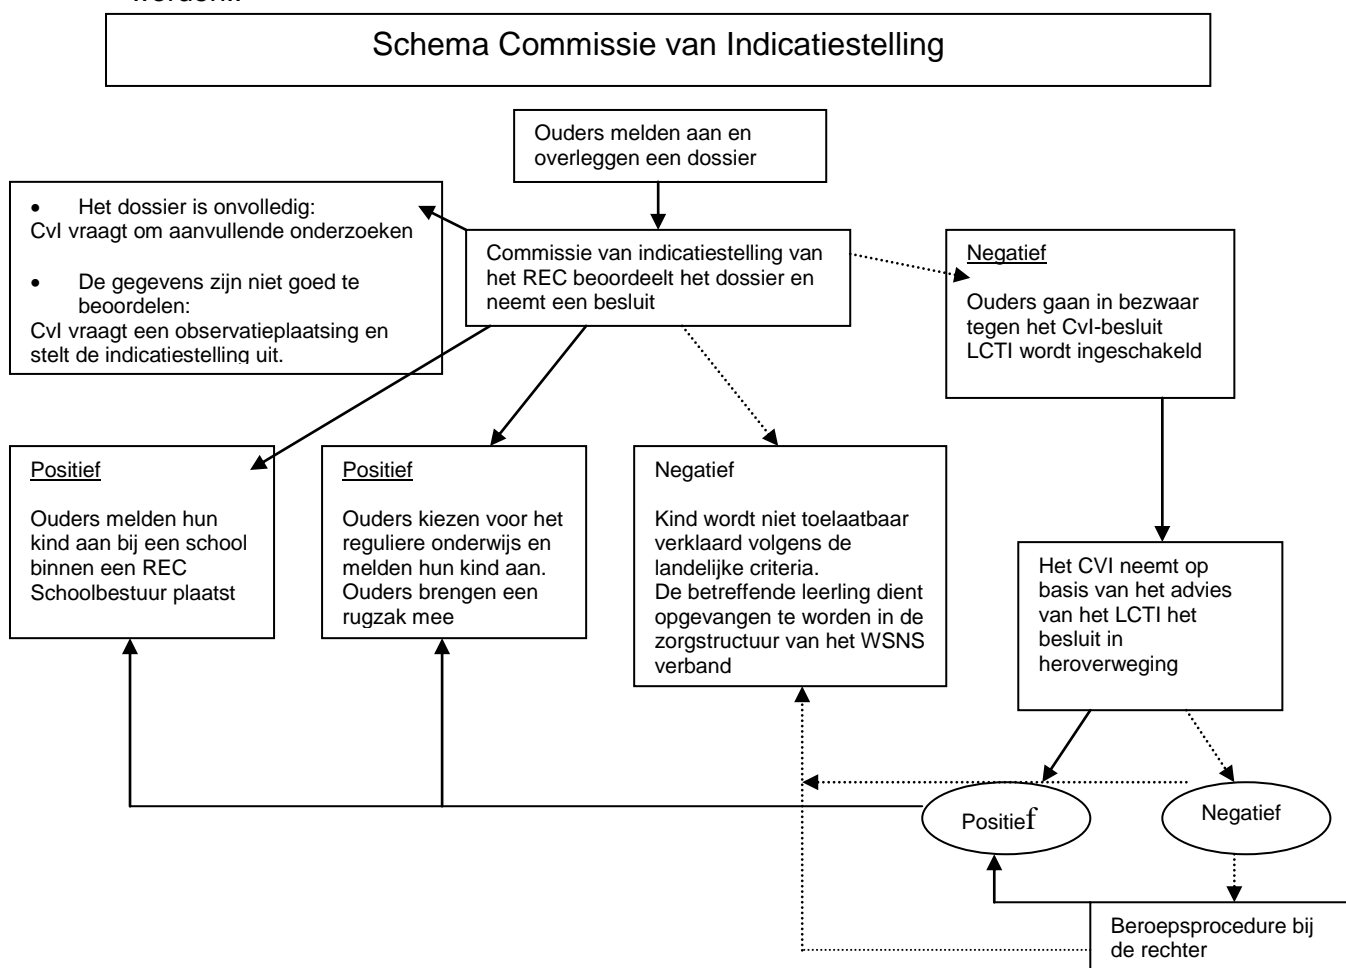 Schema Commissie van Indicatiestelling
Ouders melden aan en
overleggen een dossier
• Het dossier is onvolledig:
CvI vraagt om aanvullende onderzoeken
• De gegevens zijn niet goed te
beoordelen:
CvI vraagt een observatieplaatsing en
stelt de indicatiestelling uit.
Commissie van indicatiestelling van
het REC beoordeelt het dossier en
neemt een besluit
Negatief
Ouders gaan in bezwaar
tegen het CvI-besluit
LCTI wordt ingeschakeld
Positief
Ouders melden hun
kind aan bij een school
binnen een REC
Schoolbestuur plaatst
Positief
Ouders kiezen voor het
reguliere onderwijs en
melden hun kind aan.
Ouders brengen een
rugzak mee
Negatief
Kind wordt niet toelaatbaar
verklaard volgens de
landelijke criteria.
De betreffende leerling dient
opgevangen te worden in de
zorgstructuur van het WSNS
verband
Het CVI neemt op
basis van het advies
van het LCTI het
besluit in
heroverweging
Positief
Negatief
Beroepsprocedure bij
de rechter